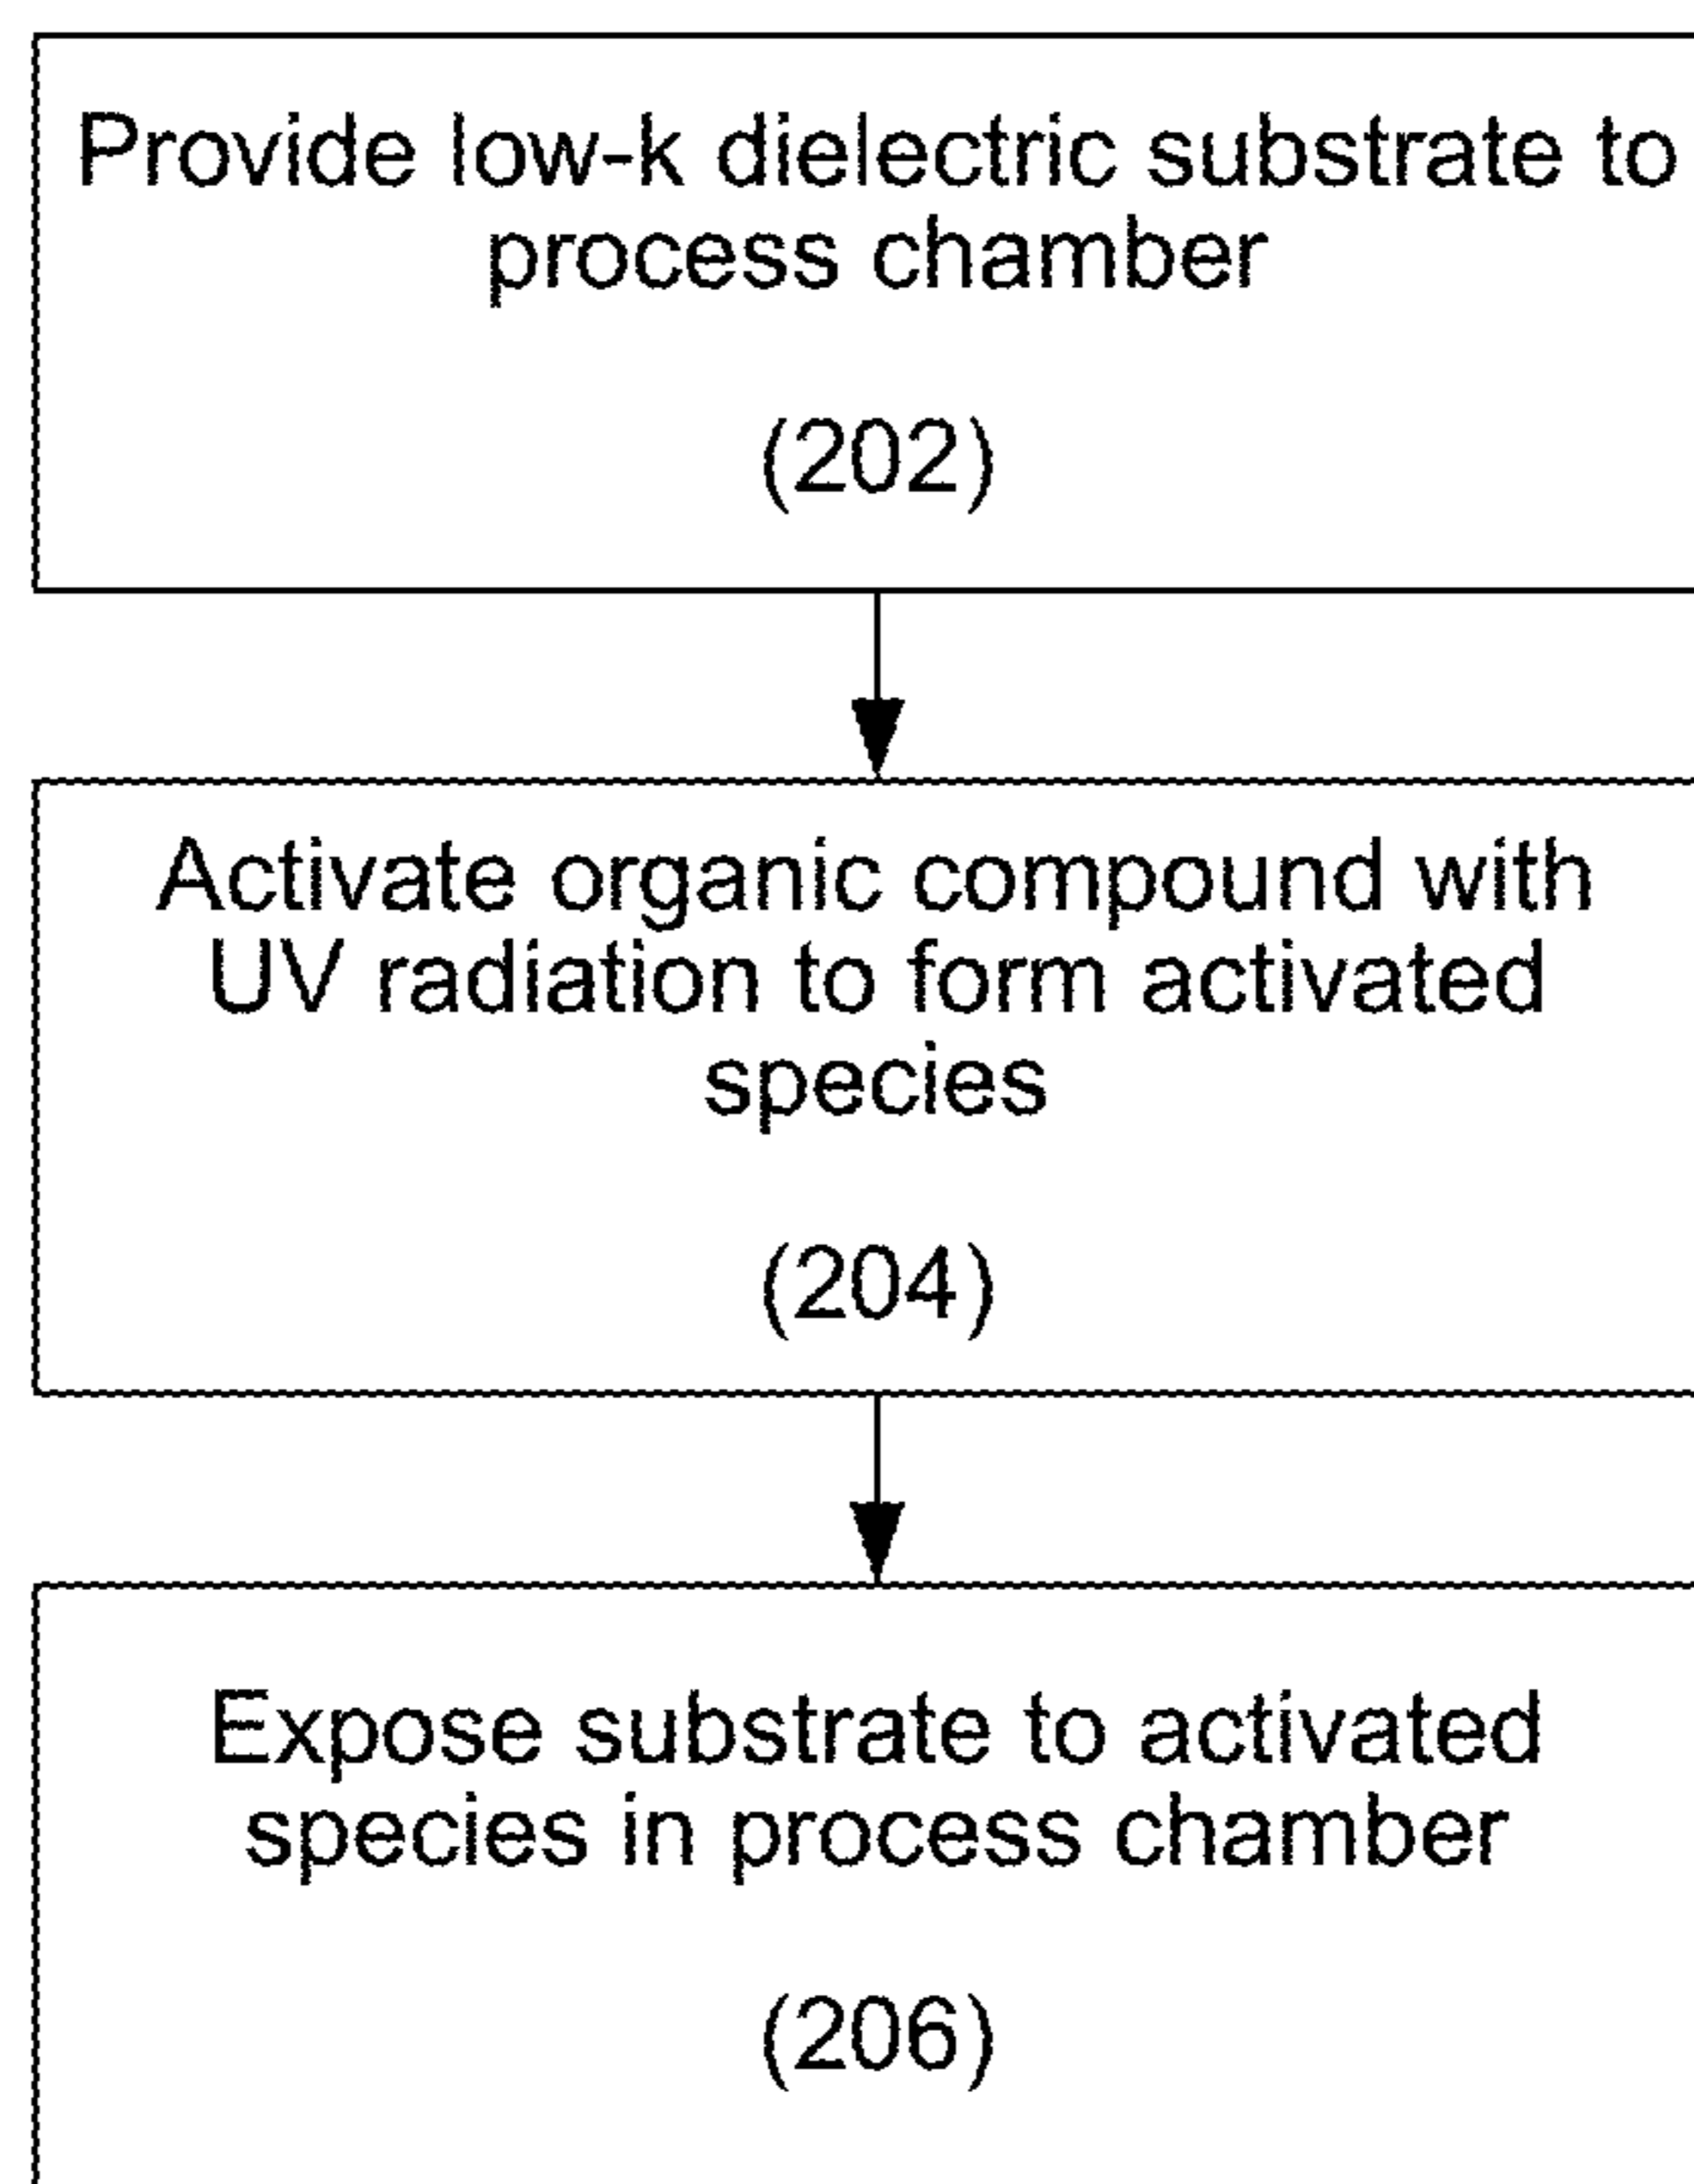 Provide low-k dielectric substrate to
process chamber
(202)
Activate organic compound with
UV radiation to form activated
species
(204)
Expose substrate to activated
species in process chamber
(206)